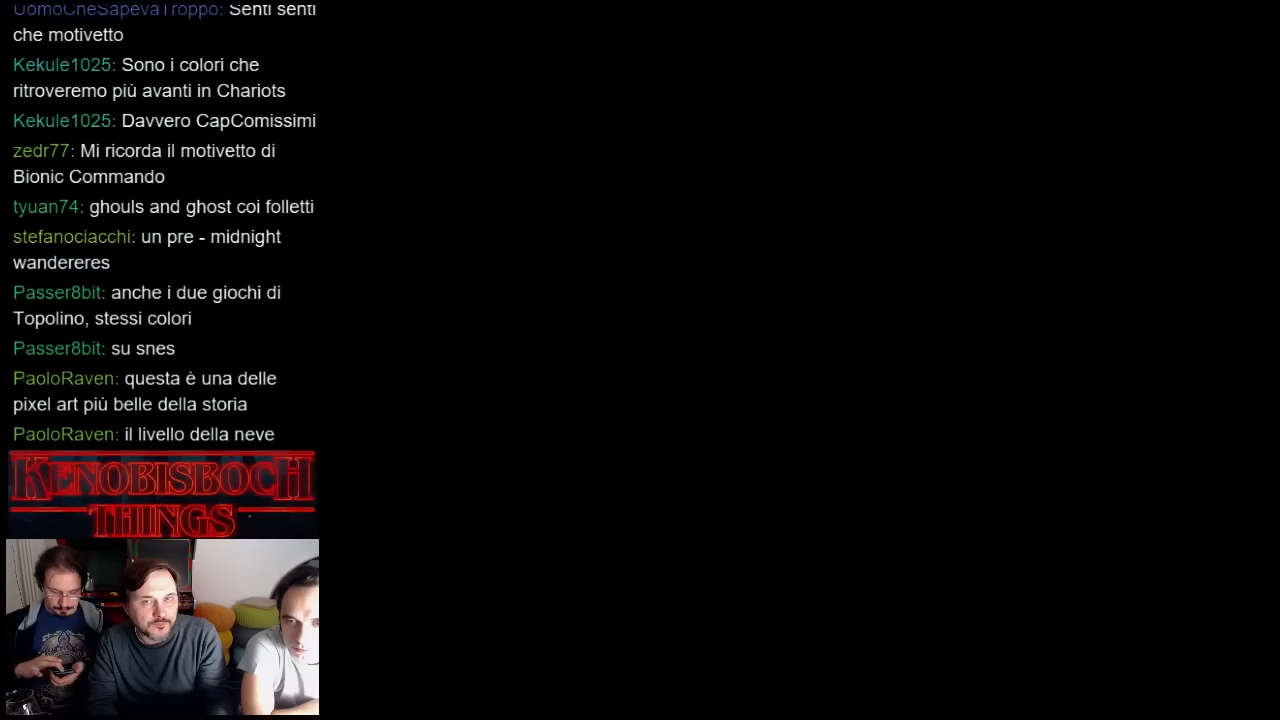 UomoCheSapevaTroppo: Senti senti
che motivetto
Kekule1025: Sono i colori che
ritroveremo più avanti in Chariots
Kekule1025: Davvero CapComissimi
zedr77: Mi ricorda il motivetto di
Bionic Commando
tyuan74: ghouls and ghost coi folletti
stefanociacchi: un pre - midnight
wandereres
Passer8bit: anche i due giochi di
Topolino, stessi colori
Passer8bit: su snes
PaoloRaven: questa è una delle
pixel art più belle della storia
PaoloRaven: il livello della neve
KENOBISBOCH
THINGS